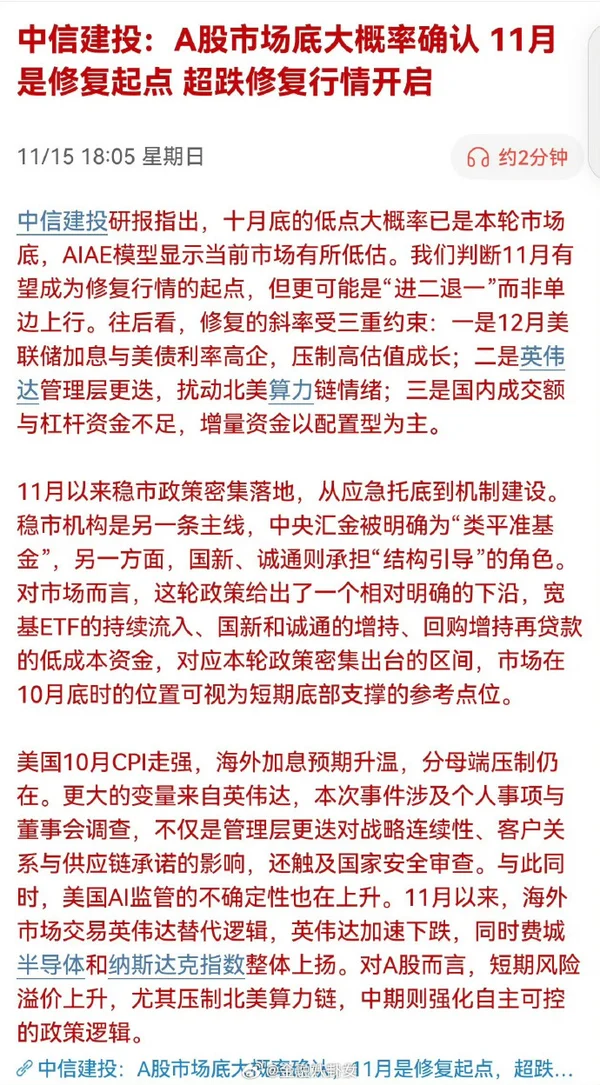 中信建投：A股市场底大概率确认 11月
是修复起点 超跌修复行情开启
11/15 18:05 星期日
约2分钟
中信建投研报指出，十月底的低点大概率已是本轮市场
底，AIAE模型显示当前市场有所低估。我们判断11月有
望成为修复行情的起点，但更可能是“进二退一”而非单
边上行。往后看，修复的斜率受三重约束：一是12月美
联储加息与美债利率高企，压制高估值成长；二是英伟
达管理层更迭，扰动北美算力链情绪；三是国内成交额
与杠杆资金不足，增量资金以配置型为主。
11月以来稳市政策密集落地，从应急托底到机制建设。
稳市机构是另一条主线，中央汇金被明确为“类平准基
金”，另一方面，国新、诚通则承担“结构引导”的角色。
对市场而言，这轮政策给出了一个相对明确的下沿，宽
基ETF的持续流入、国新和诚通的增持、回购增持再贷款
的低成本资金，对应本轮政策密集出台的区间，市场在
10月底时的位置可视为短期底部支撑的参考点位。
美国10月CPI走强，海外加息预期升温，分母端压制仍
在。更大的变量来自英伟达，本次事件涉及个人事项与
董事会调查，不仅是管理层更迭对战略连续性、客户关
系与供应链承诺的影响，还触及国家安全审查。与此同
时，美国AI监管的不确定性也在上升。11月以来，海外
市场交易英伟达替代逻辑，英伟达加速下跌，同时费城
半导体和纳斯达克指数整体上扬。对A股而言，短期风险
溢价上升，尤其压制北美算力链，中期则强化自主可控
的政策逻辑。
中信建投：A股市场底大概率确认 11月是修复起点，超跌...